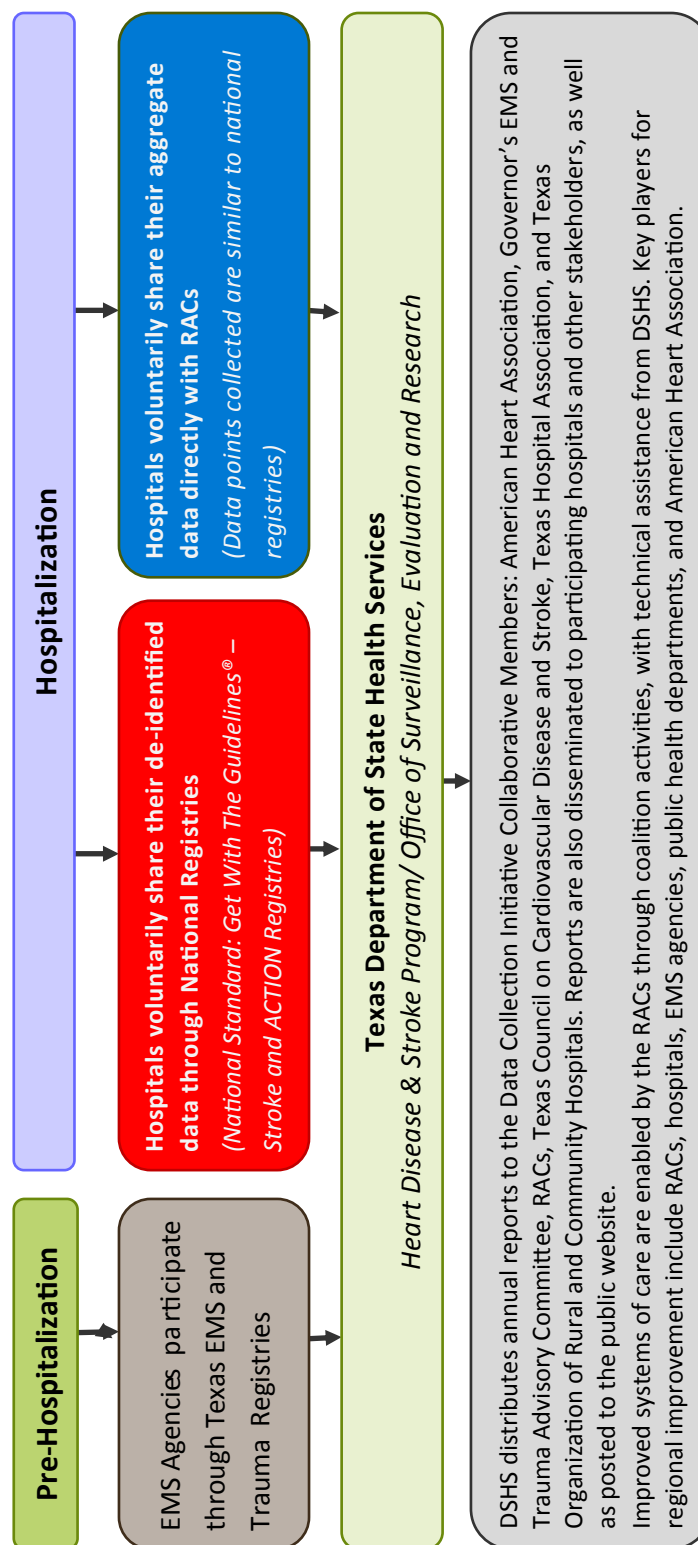 Pre-Hospitalization
Hospitalization
EMS Agencies participate
through Texas EMS and
Trauma Registries
Hospitals voluntarily share their de-identified
data through National Registries
(National Standard: Get With The Guidelines® –
Stroke and ACTION Registries)
Hospitals voluntarily share their aggregate
data directly with RACs
(Data points collected are similar to national
registries)
Texas Department of State Health Services
Heart Disease & Stroke Program/ Office of Surveillance, Evaluation and Research
DSHS distributes annual reports to the Data Collection Initiative Collaborative Members: American Heart Association, Governor’s EMS and
Trauma Advisory Committee, RACs, Texas Council on Cardiovascular Disease and Stroke, Texas Hospital Association, and Texas
Organization of Rural and Community Hospitals. Reports are also disseminated to participating hospitals and other stakeholders, as well
as posted to the public website.
Improved systems of care are enabled by the RACs through coalition activities, with technical assistance from DSHS. Key players for
regional improvement include RACs, hospitals, EMS agencies, public health departments, and American Heart Association.